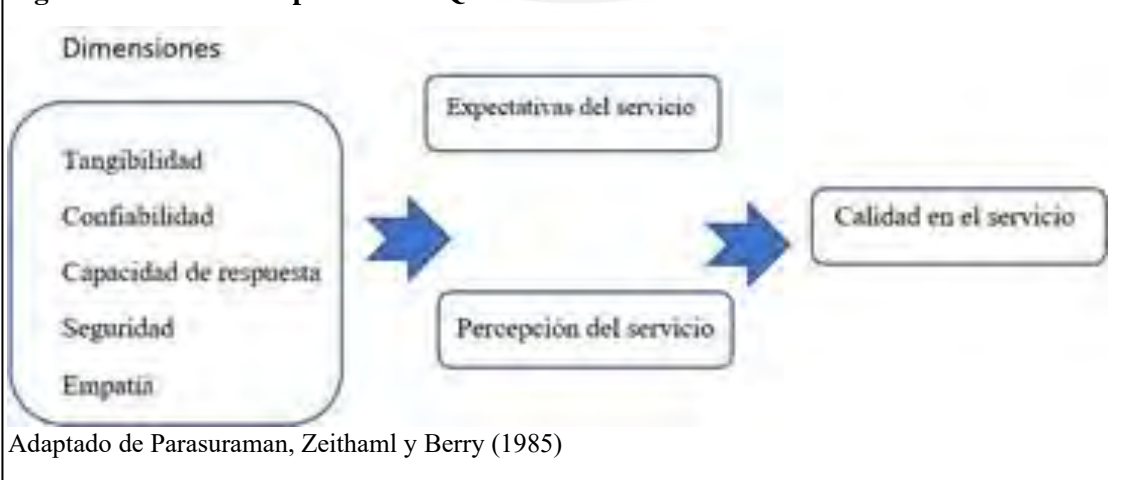 Dimensiones
Tangibilidad
Confiabilidad
Capacidad de respuesta
Seguridad
Empatía
Expectativas del servicio
Percepción del servicio
Calidad en el servicio
Adaptado de Parasuraman, Zeithaml y Berry (1985)